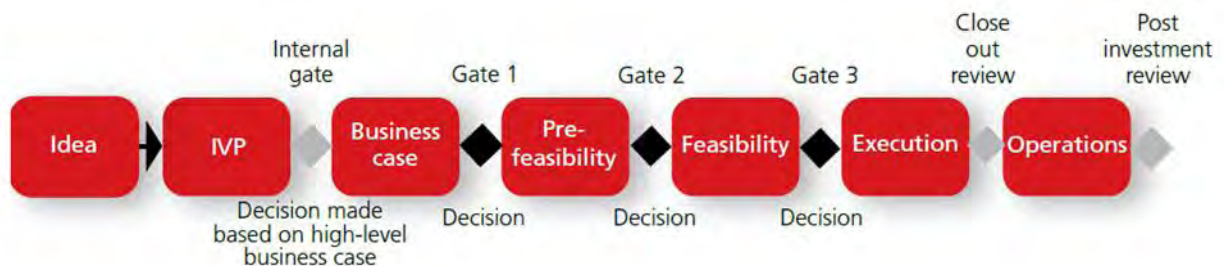 Internal
gate
Gate 1
Gate 2
Gate 3
Close
out
review
Post
investment
review
Idea
IVP
Business
case
Pre-
feasibility
Feasibility
Execution
Operations
Decision made
based on high-level
business case
Decision
Decision
Decision